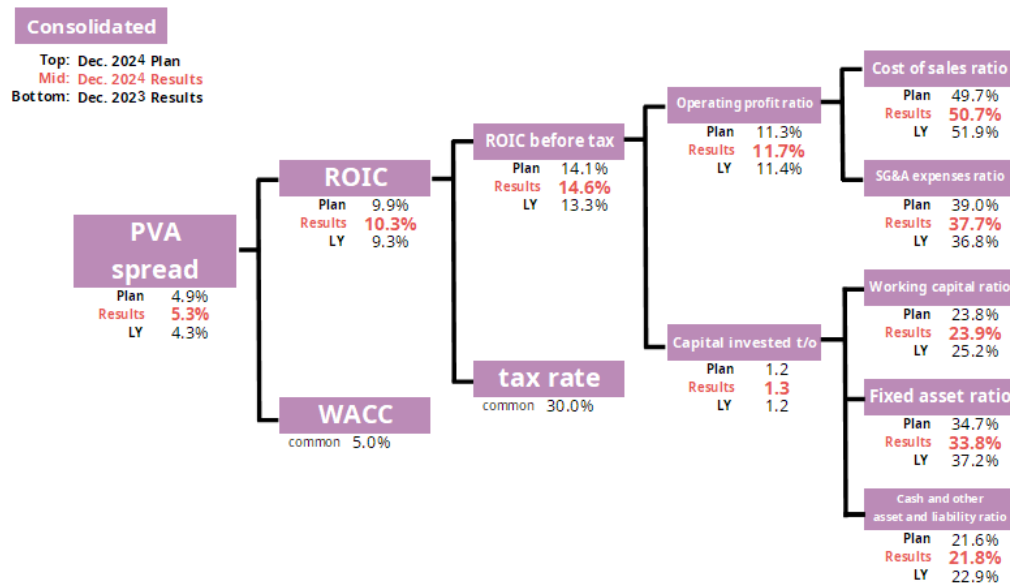 Consolidated
Top: Dec. 2024 Plan
Mid: Dec. 2024 Results
Bottom: Dec. 2023 Results
PVA
spread
Plan 4.9%
Results 5.3%
LY 4.3%
ROIC
Plan 9.9%
Results 10.3%
LY 9.3%
WACC
common 5.0%
ROIC before tax
Plan 14.1%
Results 14.6%
LY 13.3%
tax rate
common 30.0%
Operating profit ratio
Plan 11.3%
Results 11.7%
LY 11.4%
Capital invested t/o
Plan 1.2
Results 1.3
LY 1.2
Cost of sales ratio
Plan 49.7%
Results 50.7%
LY 51.9%
SG&A expenses ratio
Plan 39.0%
Results 37.7%
LY 36.8%
Working capital ratio
Plan 23.8%
Results 23.9%
LY 25.2%
Fixed asset ratio
Plan 34.7%
Results 33.8%
LY 37.2%
Cash and other
asset and liability ratio
Plan 21.6%
Results 21.8%
LY 22.9%